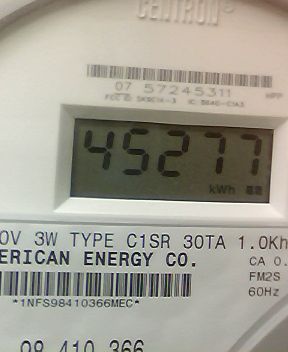 CENTRON®
07 57245311
45277
kWh
0V 3W TYPE C1SR 30TA 1.0Kh
ERICAN ENERGY CO.
CA 0.
FM2S
60Hz
*1NFS98410366MEC*
98 410 366